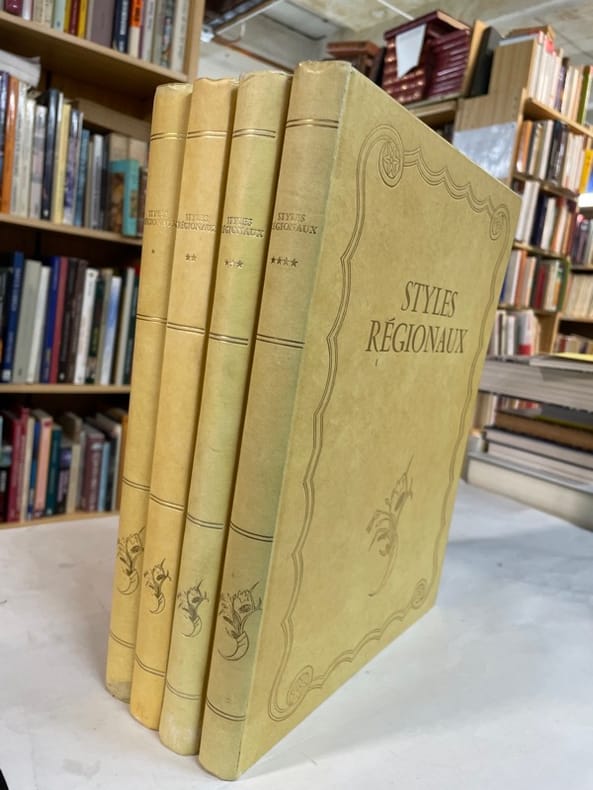 STYLES
RÉGIONAUX
*
STYLES
RÉGIONAUX
**
STYLES
RÉGIONAUX
***
STYLES
RÉGIONAUX
****
STYLES
RÉGIONAUX